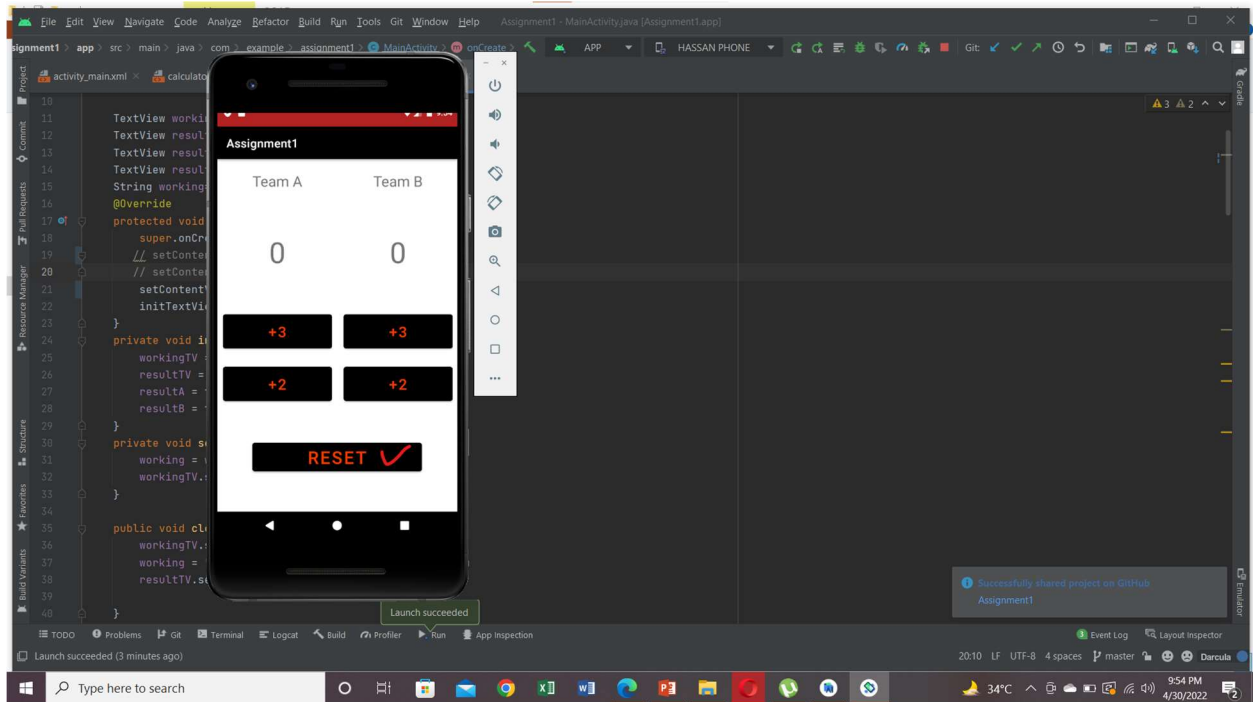 File Edit View Navigate Code Analyze Refactor Build Run Tools Git Window Help Assignment1 - MainActivity.java [Assignment1.app]
signment1 app src main java com example assignment1 MainActivity onCreate APP HASSAN PHONE Git:
activity_main.xml calculato
Project
Commit
Pull Requests
Resource Manager
Structure
Favorites
Build Variants
Gradle
Emulator
3 2
10
11 TextView worki
12 TextView resul
13 TextView resul
14 TextView resul
15 String working=
16 @Override
17 protected void
18 super.onCre
19 // setConte
20 // setConte
21 setContentV
22 initTextVi
23 }
24 private void i
25 workingTV =
26 resultTV =
27 resultA =
28 resultB =
29 }
30 private void s
31 working =
32 workingTV.s
33 }
34
35 public void cl
36 workingTV.s
37 working =
38 resultTV.se
39
40 }
Assignment1
Team A Team B
0 0
+3 +3
+2 +2
RESET
Launch succeeded
Successfully shared project on GitHub
Assignment1
TODO Problems Git Terminal Logcat Build Profiler Run App Inspection 3 Event Log Layout Inspector
Launch succeeded (3 minutes ago) 20:10 LF UTF-8 4 spaces master Darcula
Type here to search 34°C 9:54 PM
4/30/2022 2